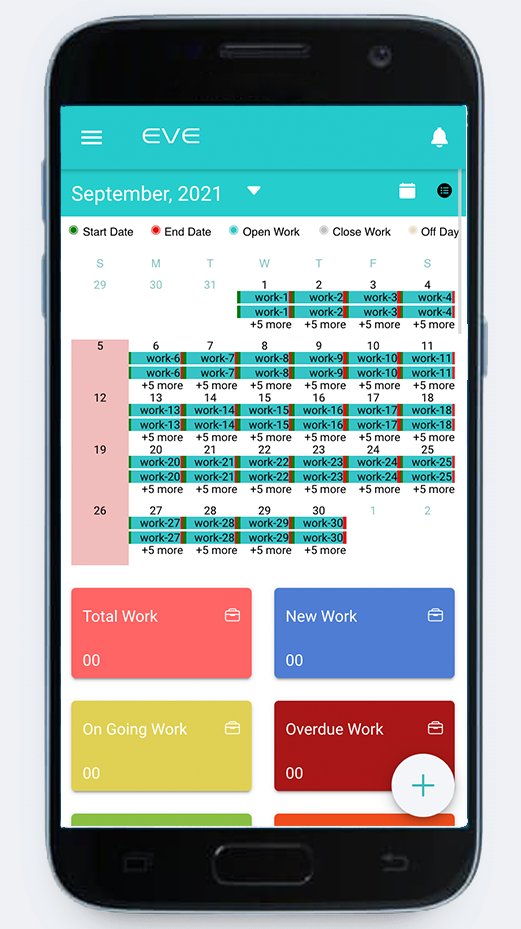 EVE
September, 2021
Start Date End Date Open Work Close Work Off Day
S M T W T F S
29 30 31 1 2 3 4
work-1 work-2 work-3 work-4
work-1 work-2 work-3 work-4
+5 more +5 more +5 more +5 more
5 6 7 8 9 10 11
work-6 work-7 work-8 work-9 work-10 work-11
work-6 work-7 work-8 work-9 work-10 work-11
+5 more +5 more +5 more +5 more +5 more +5 more
12 13 14 15 16 17 18
work-13 work-14 work-15 work-16 work-17 work-18
work-13 work-14 work-15 work-16 work-17 work-18
+5 more +5 more +5 more +5 more +5 more +5 more
19 20 21 22 23 24 25
work-20 work-21 work-22 work-23 work-24 work-25
work-20 work-21 work-22 work-23 work-24 work-25
+5 more +5 more +5 more +5 more +5 more +5 more
26 27 28 29 30 1 2
work-27 work-28 work-29 work-30
work-27 work-28 work-29 work-30
+5 more +5 more +5 more +5 more
Total Work New Work
00 00
On Going Work Overdue Work
00 00